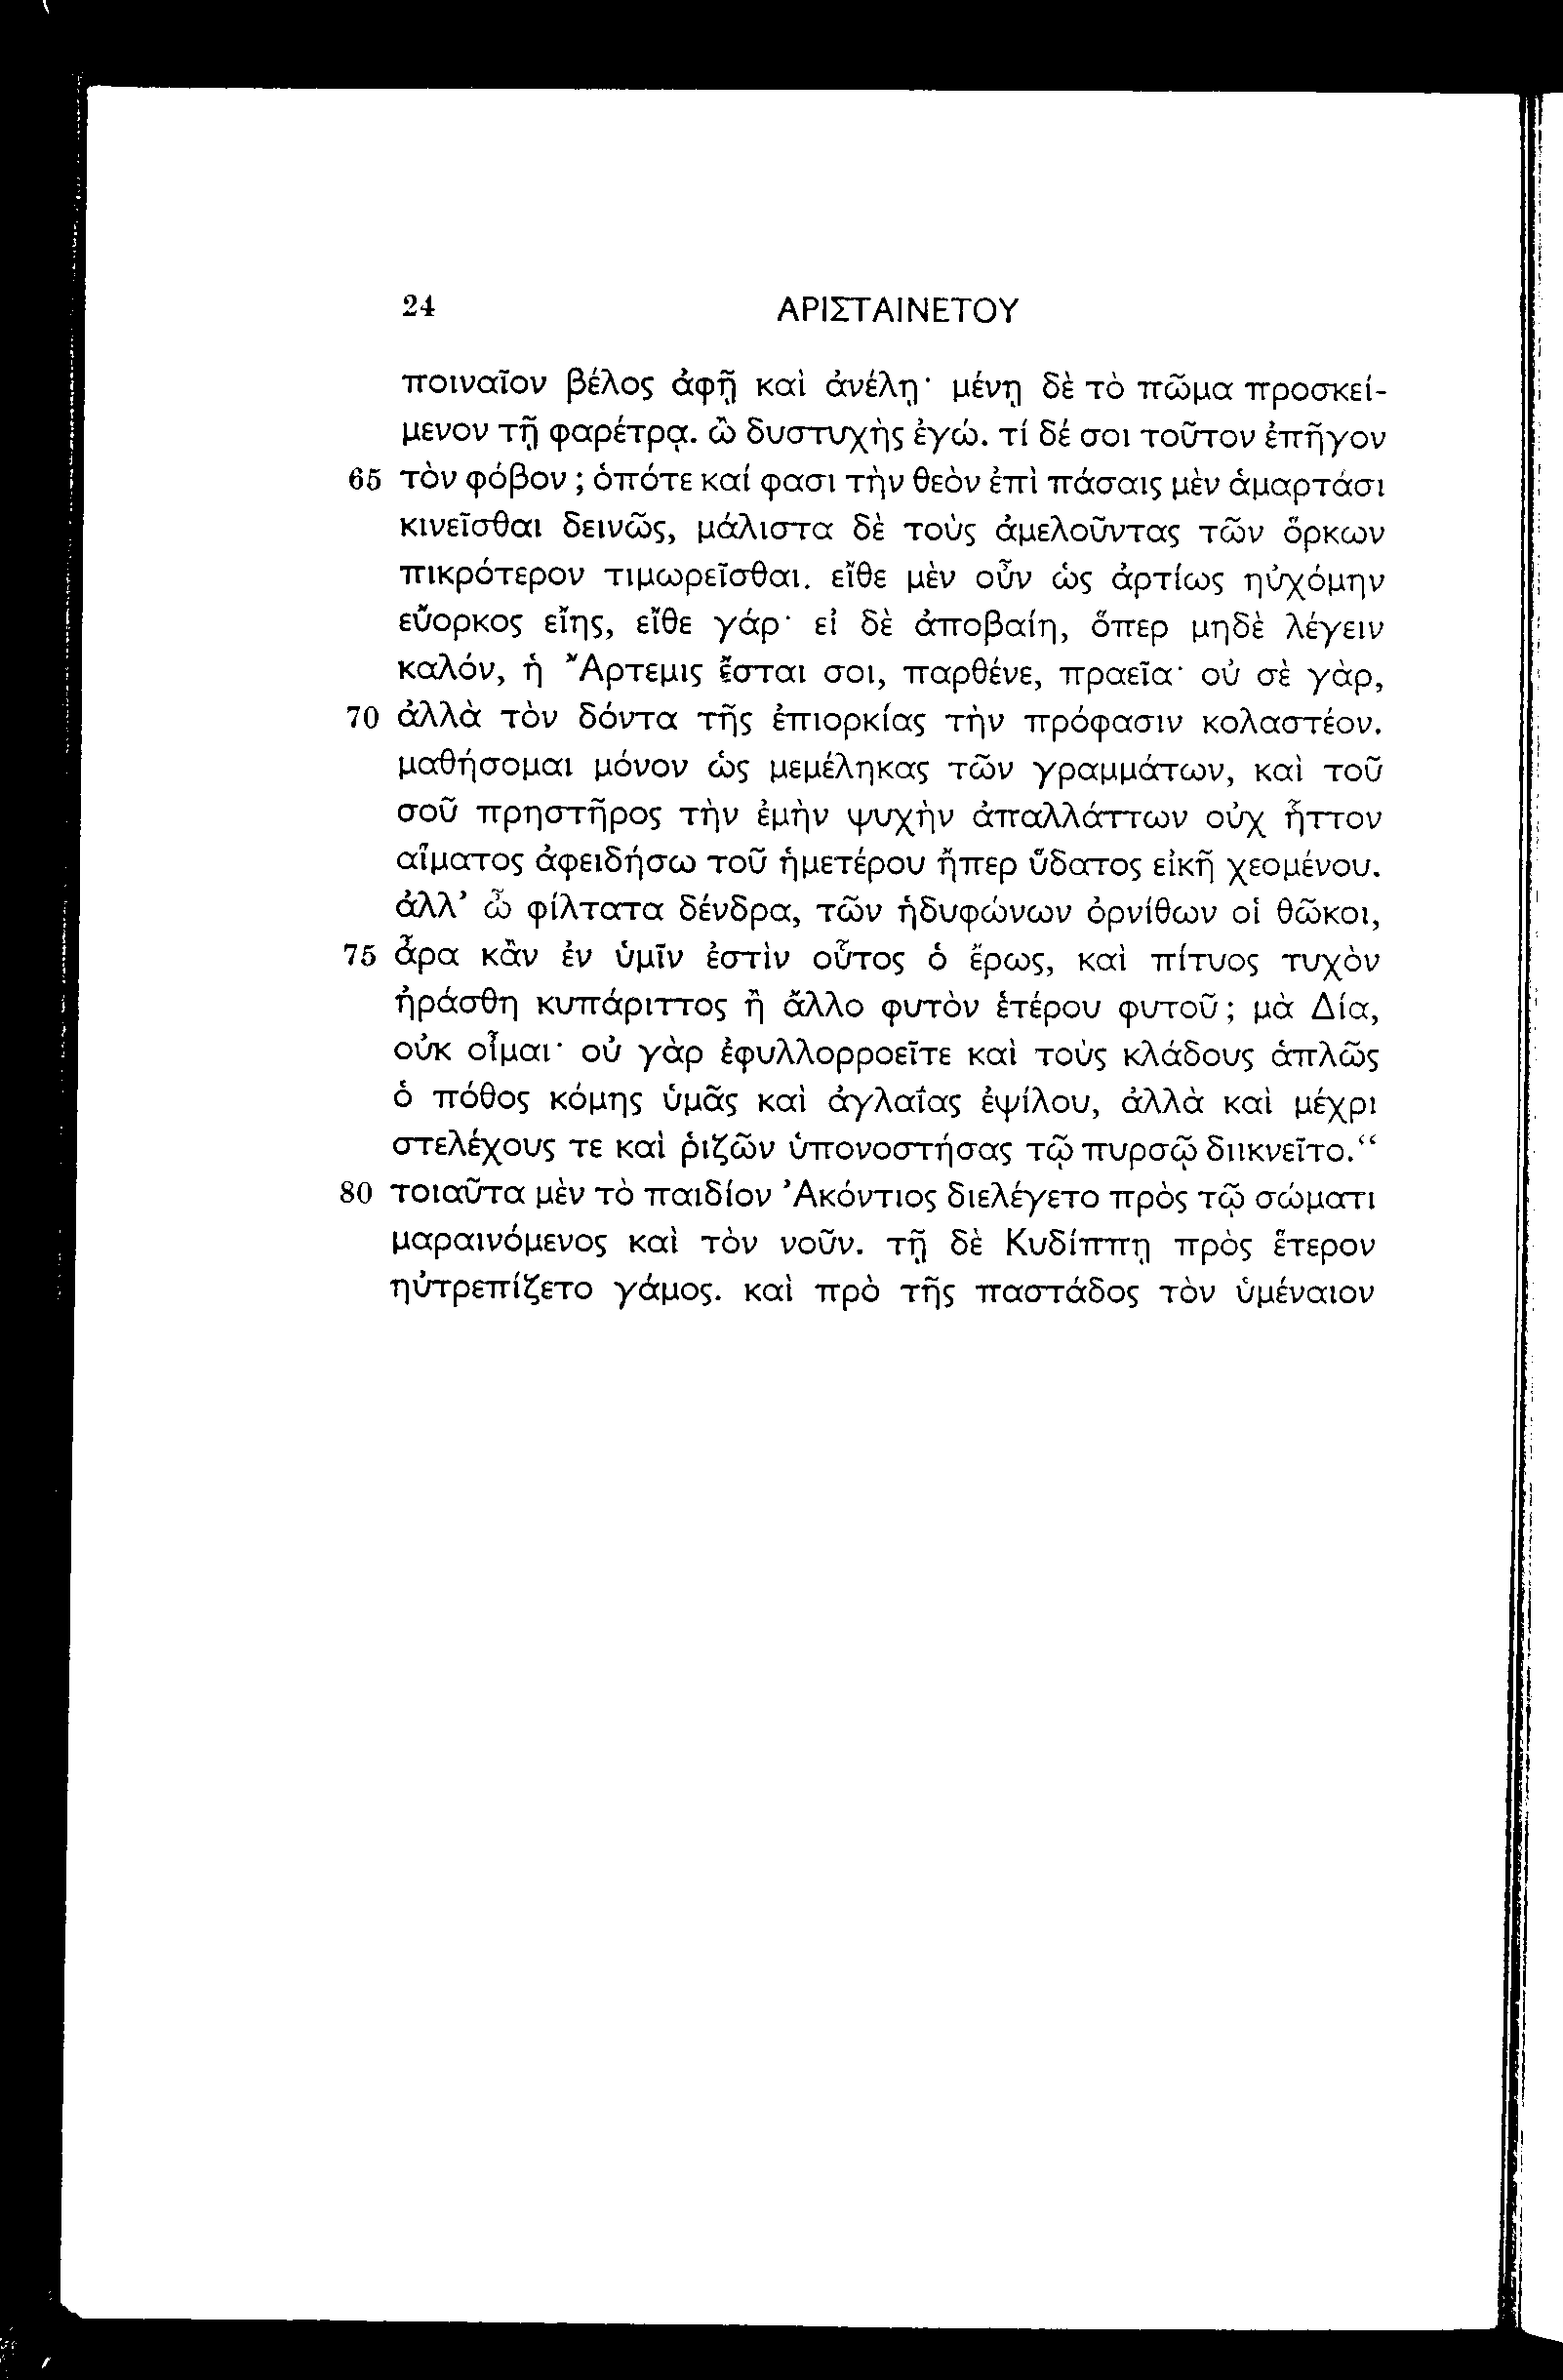 24 ΑΡΙΣΤΑΙΝΕΤΟΥ
ποιναῖον βέλος ἀφῇ καὶ ἀνέλῃ· μένῃ δὲ τὸ πῶμα προσκεί-
μενον τῇ φαρέτρᾳ. ὢ δυστυχὴς ἐγώ. τί δέ σοι τοῦτον ἐπῆγον
65 τὸν φόβον; ὁπότε καί φασι τὴν θεὸν ἐπὶ πάσαις μὲν ἁμαρτάσι
κινεῖσθαι δεινῶς, μάλιστα δὲ τοὺς ἀμελοῦντας τῶν ὅρκων
πικρότερον τιμωρεῖσθαι. εἴθε μὲν οὖν ὡς ἀρτίως ηὐχόμην
εὔορκος εἴης, εἴθε γάρ· εἰ δὲ ἀποβαίη, ὅπερ μηδὲ λέγειν
καλόν, ἡ Ἄρτεμις ἔσται σοι, παρθένε, πραεῖα· οὐ σὲ γὰρ,
70 ἀλλὰ τὸν δόντα τῆς ἐπιορκίας τὴν πρόφασιν κολαστέον.
μαθήσομαι μόνον ὡς μεμέληκας τῶν γραμμάτων, καὶ τοῦ
σοῦ πρηστῆρος τὴν ἐμὴν ψυχὴν ἀπαλλάττων οὐχ ἧττον
αἵματος ἀφειδήσω τοῦ ἡμετέρου ἤπερ ὕδατος εἰκῆ χεομένου.
ἀλλ’ ὦ φίλτατα δένδρα, τῶν ἡδυφώνων ὀρνίθων οἱ θῶκοι,
75 ἆρα κἂν ἐν ὑμῖν ἐστὶν οὗτος ὁ ἔρως, καὶ πίτυος τυχὸν
ἠράσθη κυπάριττος ἢ ἄλλο φυτὸν ἑτέρου φυτοῦ; μὰ Δία,
οὐκ οἶμαι· οὐ γὰρ ἐφυλλορροεῖτε καὶ τοὺς κλάδους ἁπλῶς
ὁ πόθος κόμης ὑμᾶς καὶ ἀγλαΐας ἐψίλου, ἀλλὰ καὶ μέχρι
στελέχους τε καὶ ῥιζῶν ὑπονοστήσας τῷ πυρσῷ διικνεῖτο.“
80 τοιαῦτα μὲν τὸ παιδίον Ἀκόντιος διελέγετο πρὸς τῷ σώματι
μαραινόμενος καὶ τὸν νοῦν. τῇ δὲ Κυδίππῃ πρὸς ἕτερον
ηὐτρεπίζετο γάμος. καὶ πρὸ τῆς παστάδος τὸν ὑμέναιον